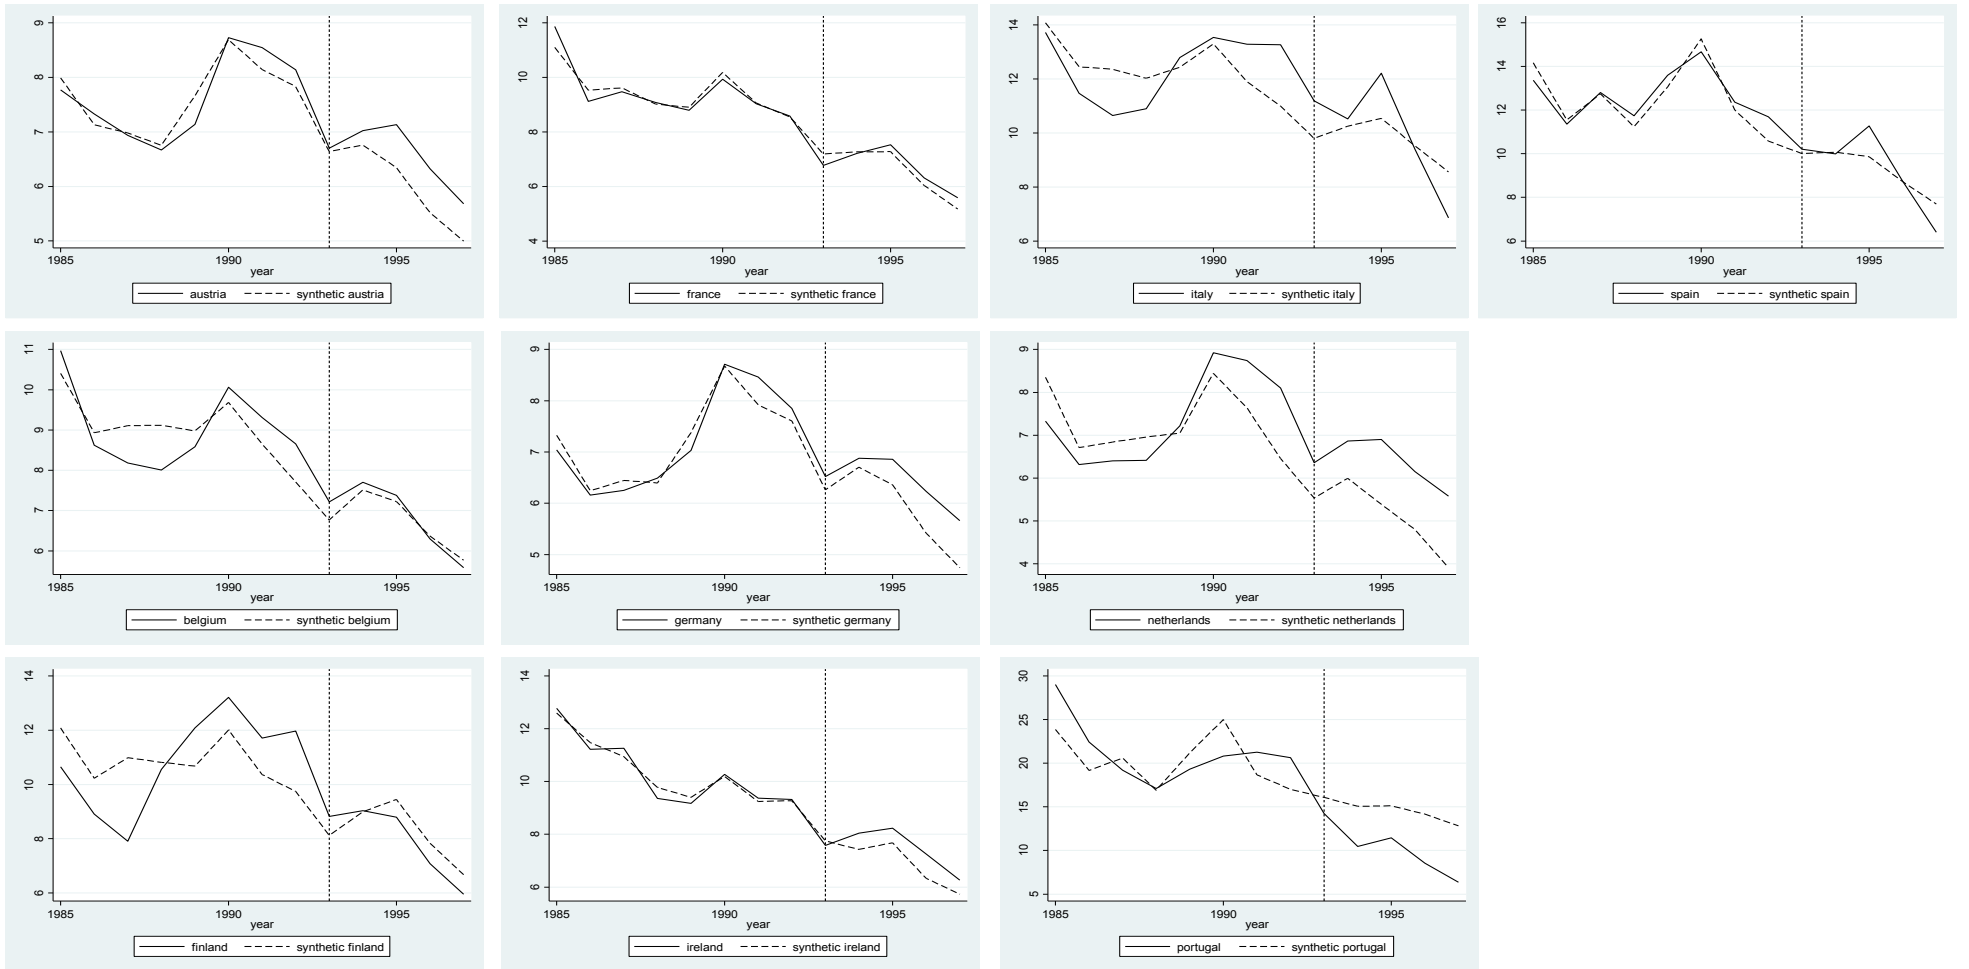 9
8
7
6
5
1985 1990 1995
year
austria synthetic austria
12
10
8
6
4
1985 1990 1995
year
france synthetic france
14
12
10
8
6
1985 1990 1995
year
italy synthetic italy
16
14
12
10
8
6
1985 1990 1995
year
spain synthetic spain
11
10
9
8
7
6
1985 1990 1995
year
belgium synthetic belgium
9
8
7
6
5
1985 1990 1995
year
germany synthetic germany
9
8
7
6
5
4
1985 1990 1995
year
netherlands synthetic netherlands
14
12
10
8
6
1985 1990 1995
year
finland synthetic finland
14
12
10
8
6
1985 1990 1995
year
ireland synthetic ireland
30
25
20
15
10
5
1985 1990 1995
year
portugal synthetic portugal